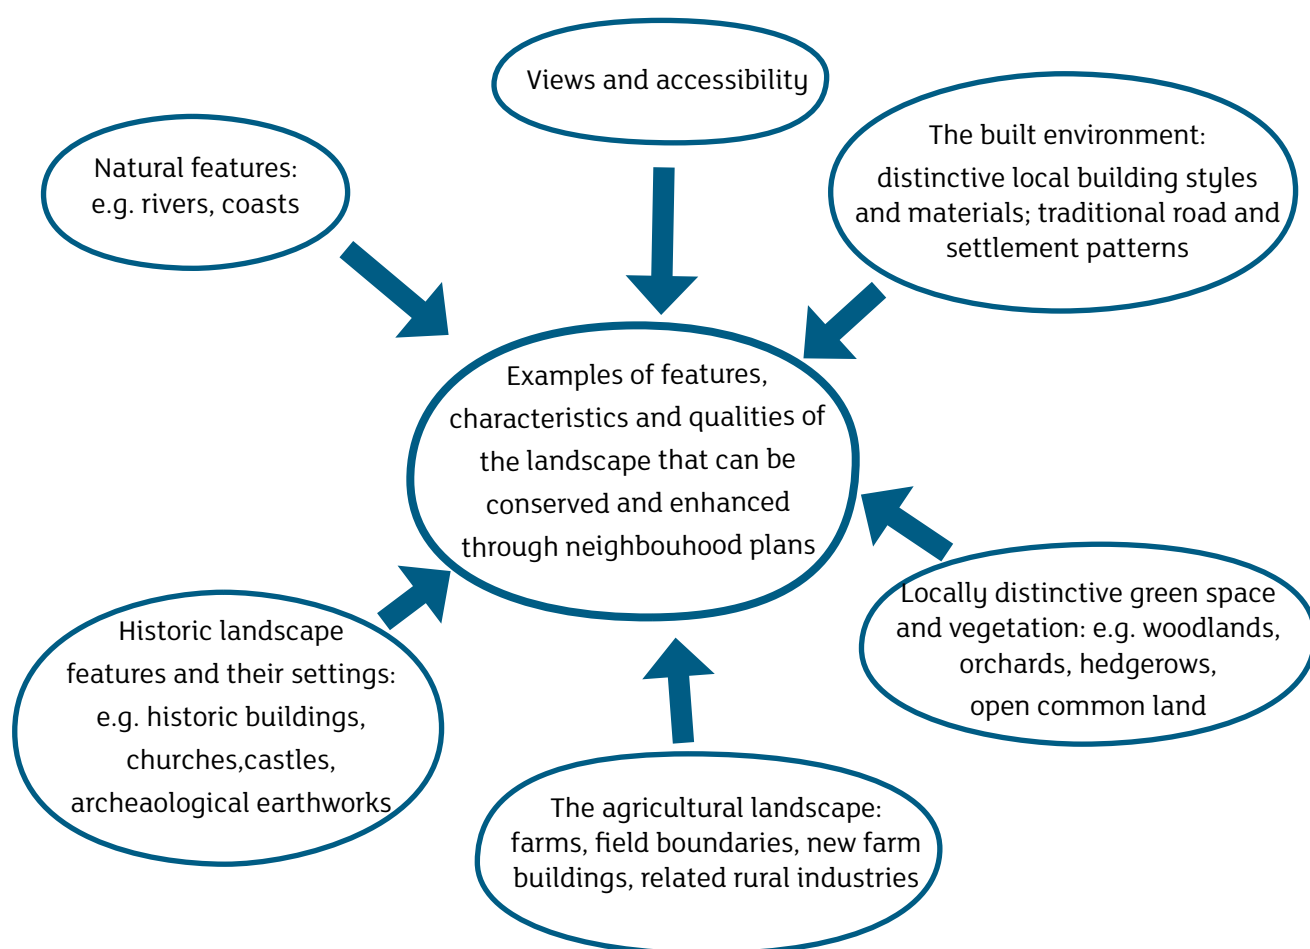 Views and accessibility
The built environment:
distinctive local building styles
and materials; traditional road and
settlement patterns
Natural features:
e.g. rivers, coasts
Examples of features,
characteristics and qualities of
the landscape that can be
conserved and enhanced
through neighbouhood plans
Locally distinctive green space
and vegetation: e.g. woodlands,
orchards, hedgerows,
open common land
Historic landscape
features and their settings:
e.g. historic buildings,
churches,castles,
archeaological earthworks
The agricultural landscape:
farms, field boundaries, new farm
buildings, related rural industries